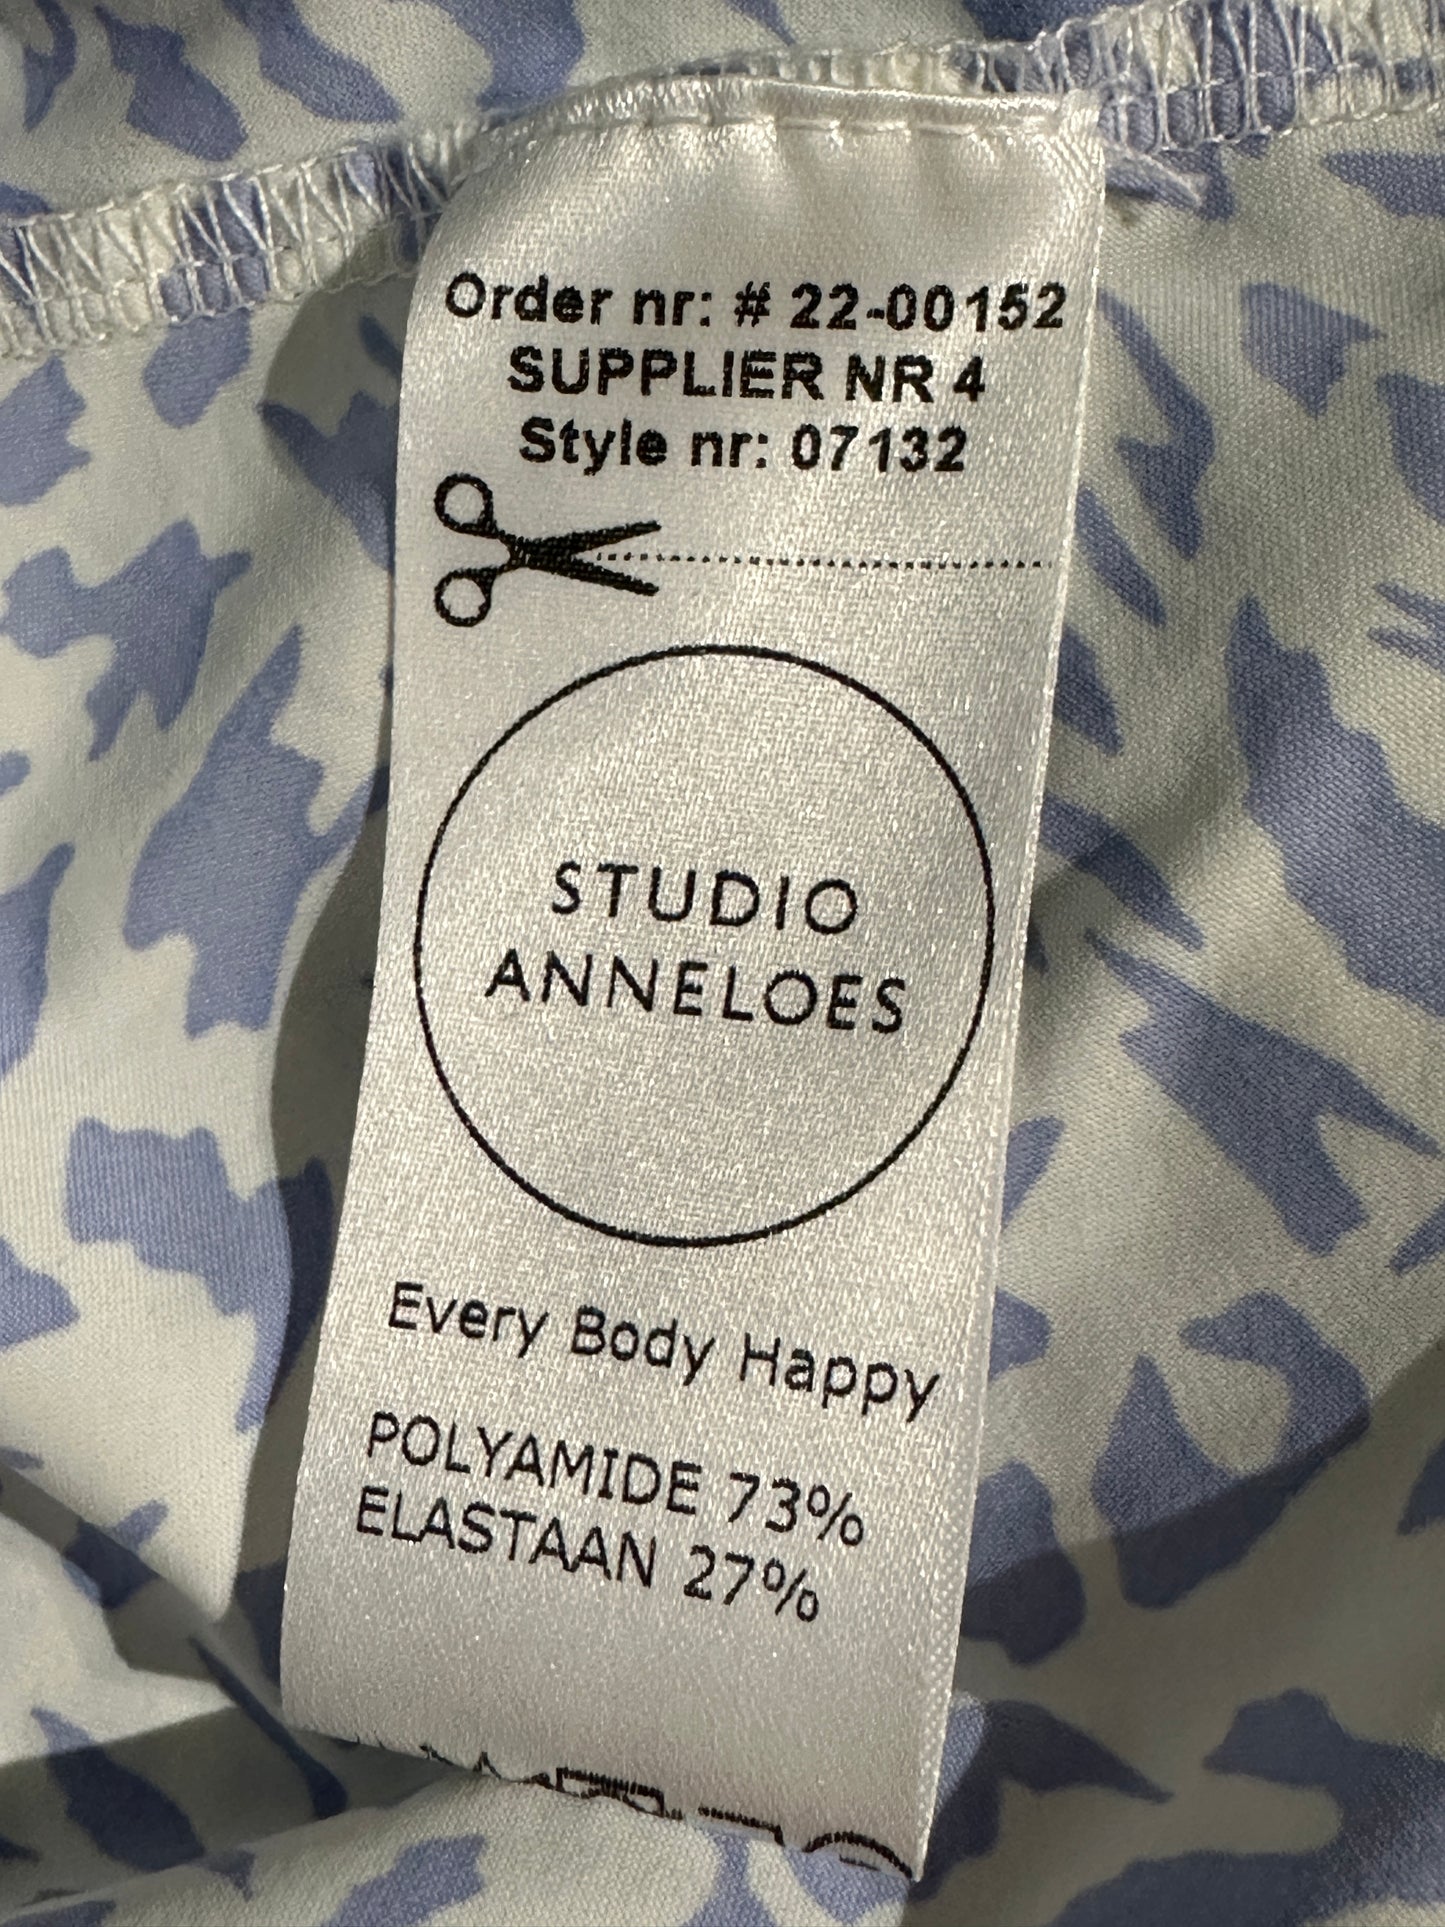 Order nr: # 22-00152
SUPPLIER NR 4
Style nr: 07132
STUDIO
ANNELOES
Every Body Happy
POLYAMIDE 73%
ELASTAAN 27%